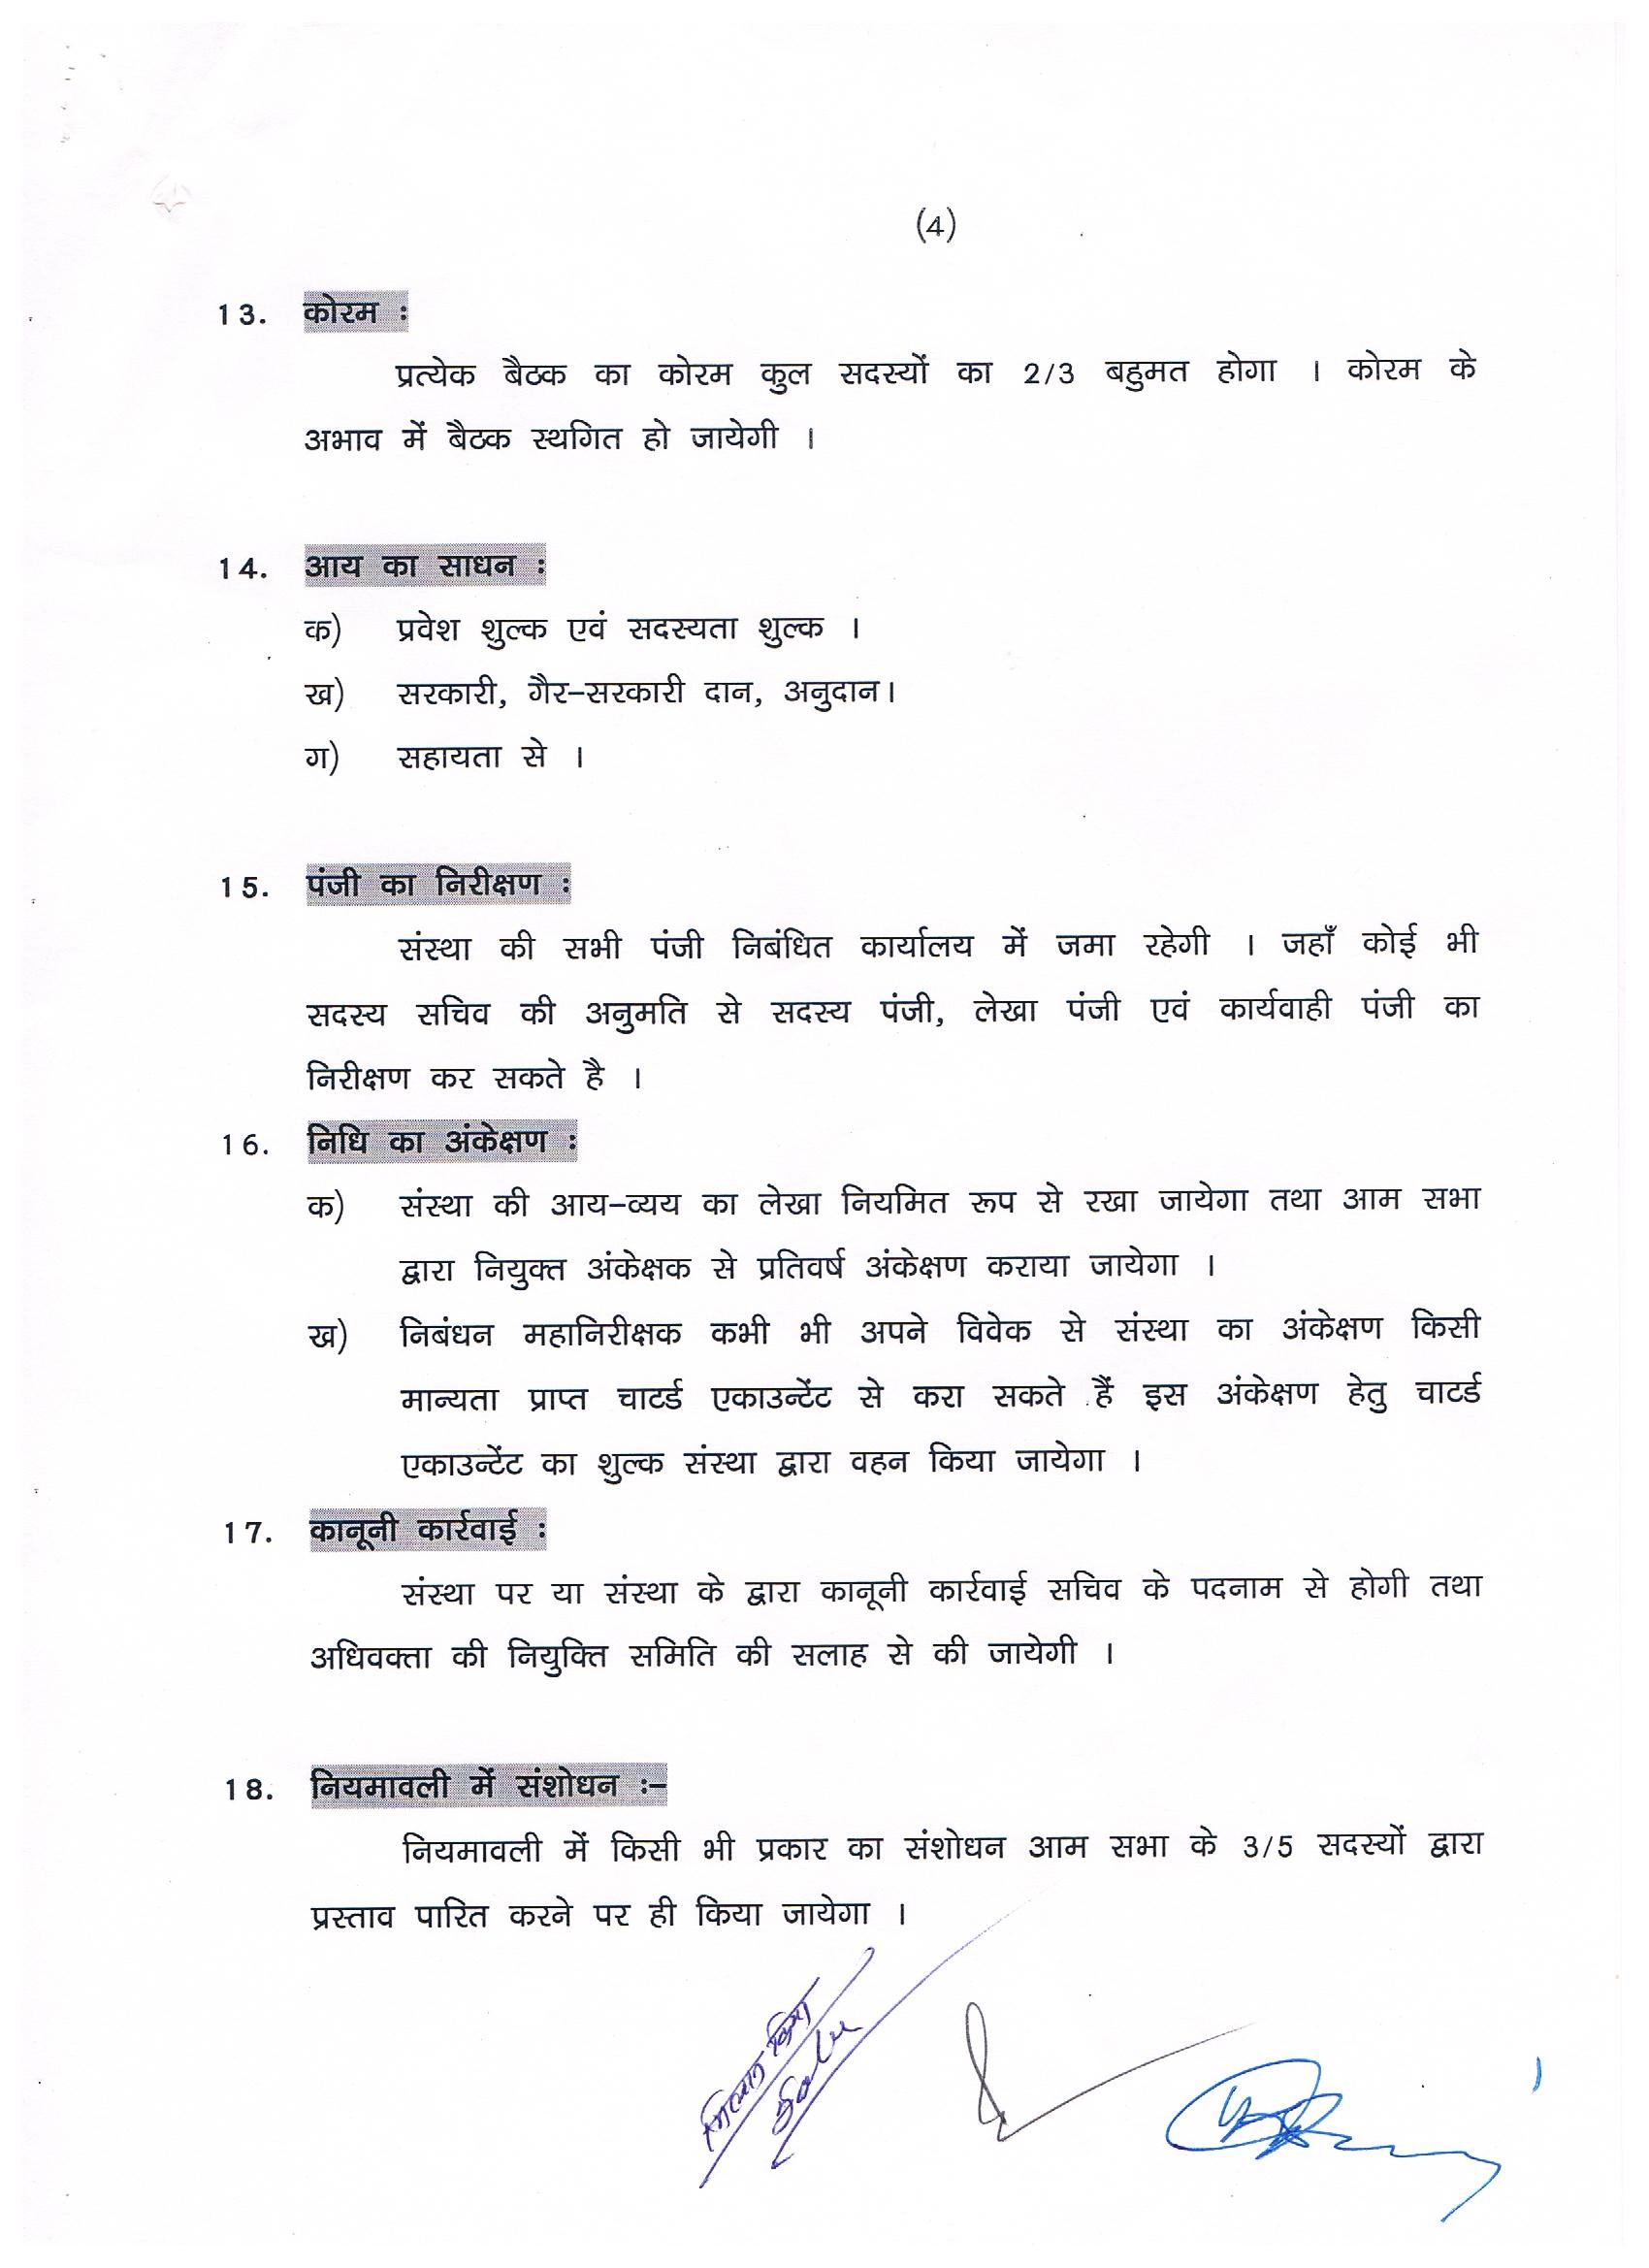 (4)
13. कोरम :
प्रत्येक बैठक का कोरम कुल सदस्यों का 2/3 बहुमत होगा । कोरम के
अभाव में बैठक स्थगित हो जायेगी ।
14. आय का साधन :
क) प्रवेश शुल्क एवं सदस्यता शुल्क ।
ख) सरकारी, गैर–सरकारी दान, अनुदान।
ग) सहायता से ।
15. पंजी का निरीक्षण :
संस्था की सभी पंजी निबंधित कार्यालय में जमा रहेगी । जहाँ कोई भी
सदस्य सचिव की अनुमति से सदस्य पंजी, लेखा पंजी एवं कार्यवाही पंजी का
निरीक्षण कर सकते है ।
16. निधि का अंकेक्षण :
क) संस्था की आय–व्यय का लेखा नियमित रूप से रखा जायेगा तथा आम सभा
द्वारा नियुक्त अंकेक्षक से प्रतिवर्ष अंकेक्षण कराया जायेगा ।
ख) निबंधन महानिरीक्षक कभी भी अपने विवेक से संस्था का अंकेक्षण किसी
मान्यता प्राप्त चाटर्ड एकाउन्टेंट से करा सकते हैं इस अंकेक्षण हेतु चाटर्ड
एकाउन्टेंट का शुल्क संस्था द्वारा वहन किया जायेगा ।
17. कानूनी कार्रवाई :
संस्था पर या संस्था के द्वारा कानूनी कार्रवाई सचिव के पदनाम से होगी तथा
अधिवक्ता की नियुक्ति समिति की सलाह से की जायेगी ।
18. नियमावली में संशोधन :–
नियमावली में किसी भी प्रकार का संशोधन आम सभा के 3/5 सदस्यों द्वारा
प्रस्ताव पारित करने पर ही किया जायेगा ।
मिलान किया